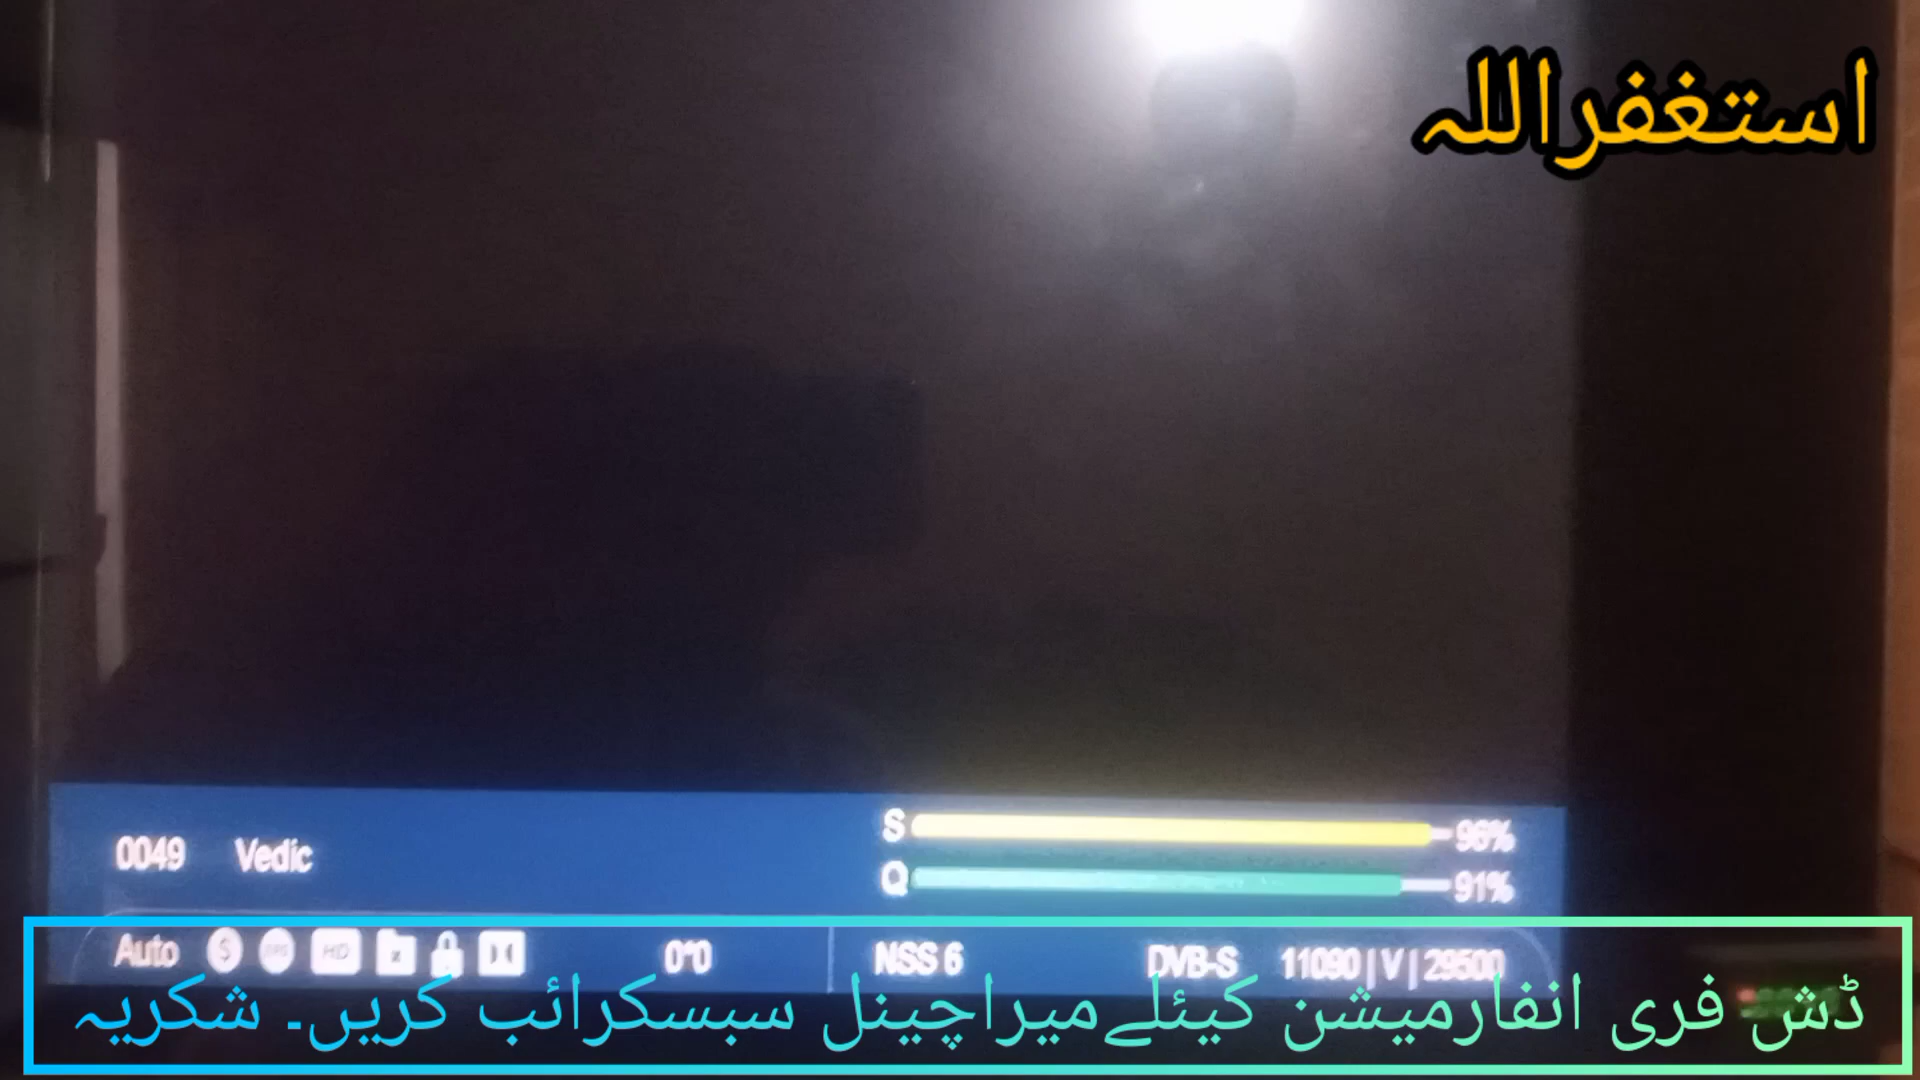 استغفراللہ
0049 Vedic
S 96%
Q 91%
Auto HD 0*0 NSS 6 DVB-S 11090 | V | 29500
ڈش فری انفارمیشن کیئلےمیراچینل سبسکرائب کریں۔ شکریہ